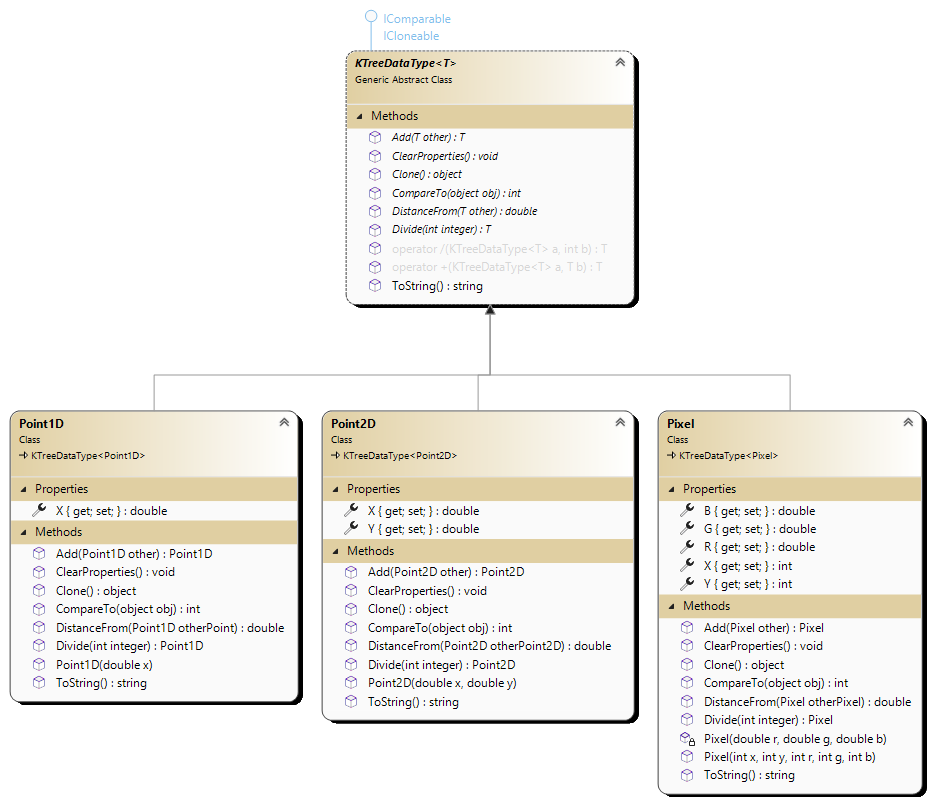 IComparable
ICloneable
KTreeDataType<T>
Generic Abstract Class
Methods
Add(T other) : T
ClearProperties() : void
Clone() : object
CompareTo(object obj) : int
DistanceFrom(T other) : double
Divide(int integer) : T
operator /(KTreeDataType<T> a, int b) : T
operator +(KTreeDataType<T> a, T b) : T
ToString() : string
Point1D
Class
KTreeDataType<Point1D>
Properties
X { get; set; } : double
Methods
Add(Point1D other) : Point1D
ClearProperties() : void
Clone() : object
CompareTo(object obj) : int
DistanceFrom(Point1D otherPoint) : double
Divide(int integer) : Point1D
Point1D(double x)
ToString() : string
Point2D
Class
KTreeDataType<Point2D>
Properties
X { get; set; } : double
Y { get; set; } : double
Methods
Add(Point2D other) : Point2D
ClearProperties() : void
Clone() : object
CompareTo(object obj) : int
DistanceFrom(Point2D otherPoint2D) : double
Divide(int integer) : Point2D
Point2D(double x, double y)
ToString() : string
Pixel
Class
KTreeDataType<Pixel>
Properties
B { get; set; } : double
G { get; set; } : double
R { get; set; } : double
X { get; set; } : int
Y { get; set; } : int
Methods
Add(Pixel other) : Pixel
ClearProperties() : void
Clone() : object
CompareTo(object obj) : int
DistanceFrom(Pixel otherPixel) : double
Divide(int integer) : Pixel
Pixel(double r, double g, double b)
Pixel(int x, int y, int r, int g, int b)
ToString() : string